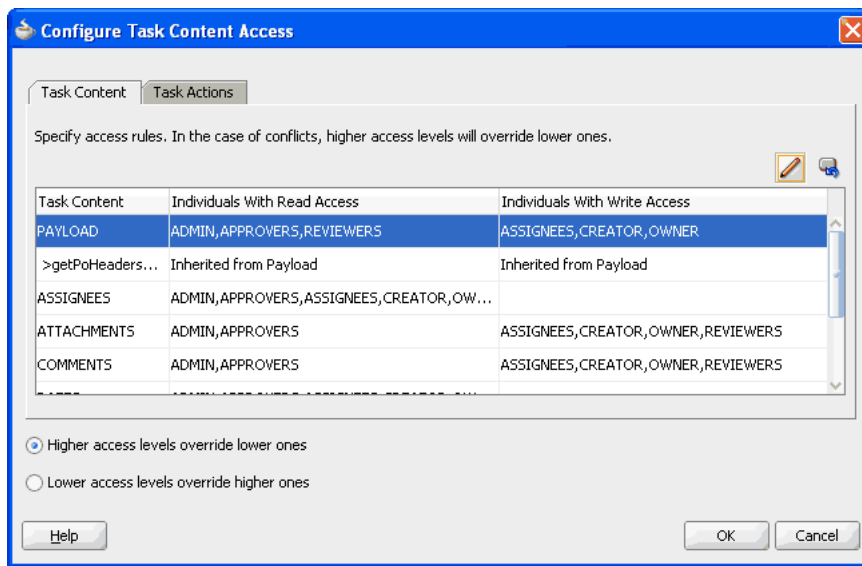 Configure Task Content Access
Task Content Task Actions
Specify access rules. In the case of conflicts, higher access levels will override lower ones.
Task Content Individuals With Read Access Individuals With Write Access
PAYLOAD ADMIN,APPROVERS,REVIEWERS ASSIGNEES,CREATOR,OWNER
>getPoHeaders... Inherited from Payload Inherited from Payload
ASSIGNEES ADMIN,APPROVERS,ASSIGNEES,CREATOR,OW...
ATTACHMENTS ADMIN,APPROVERS ASSIGNEES,CREATOR,OWNER,REVIEWERS
COMMENTS ADMIN,APPROVERS ASSIGNEES,CREATOR,OWNER,REVIEWERS
Higher access levels override lower ones
Lower access levels override higher ones
Help OK Cancel